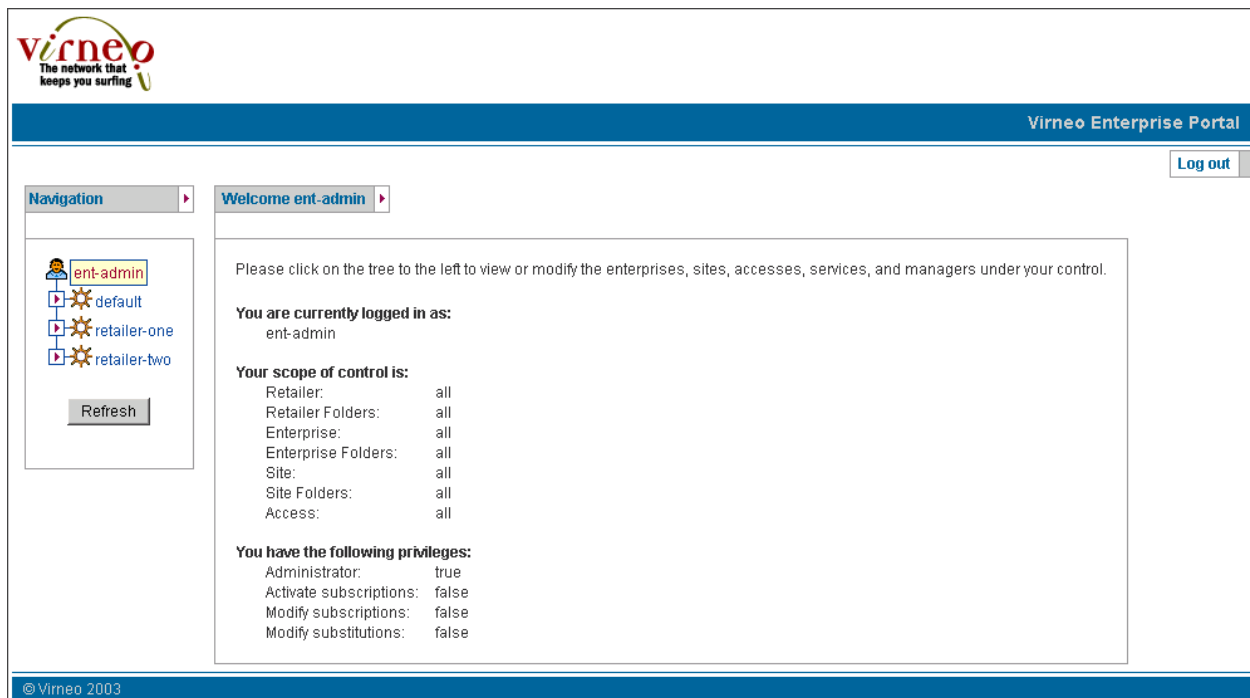 Virneo
The network that
keeps you surfing
Virneo Enterprise Portal
Log out
Navigation
Welcome ent-admin
ent-admin
default
retailer-one
retailer-two
Refresh
Please click on the tree to the left to view or modify the enterprises, sites, accesses, services, and managers under your control.
You are currently logged in as:
ent-admin
Your scope of control is:
Retailer: all
Retailer Folders: all
Enterprise: all
Enterprise Folders: all
Site: all
Site Folders: all
Access: all
You have the following privileges:
Administrator: true
Activate subscriptions: false
Modify subscriptions: false
Modify substitutions: false
© Virneo 2003